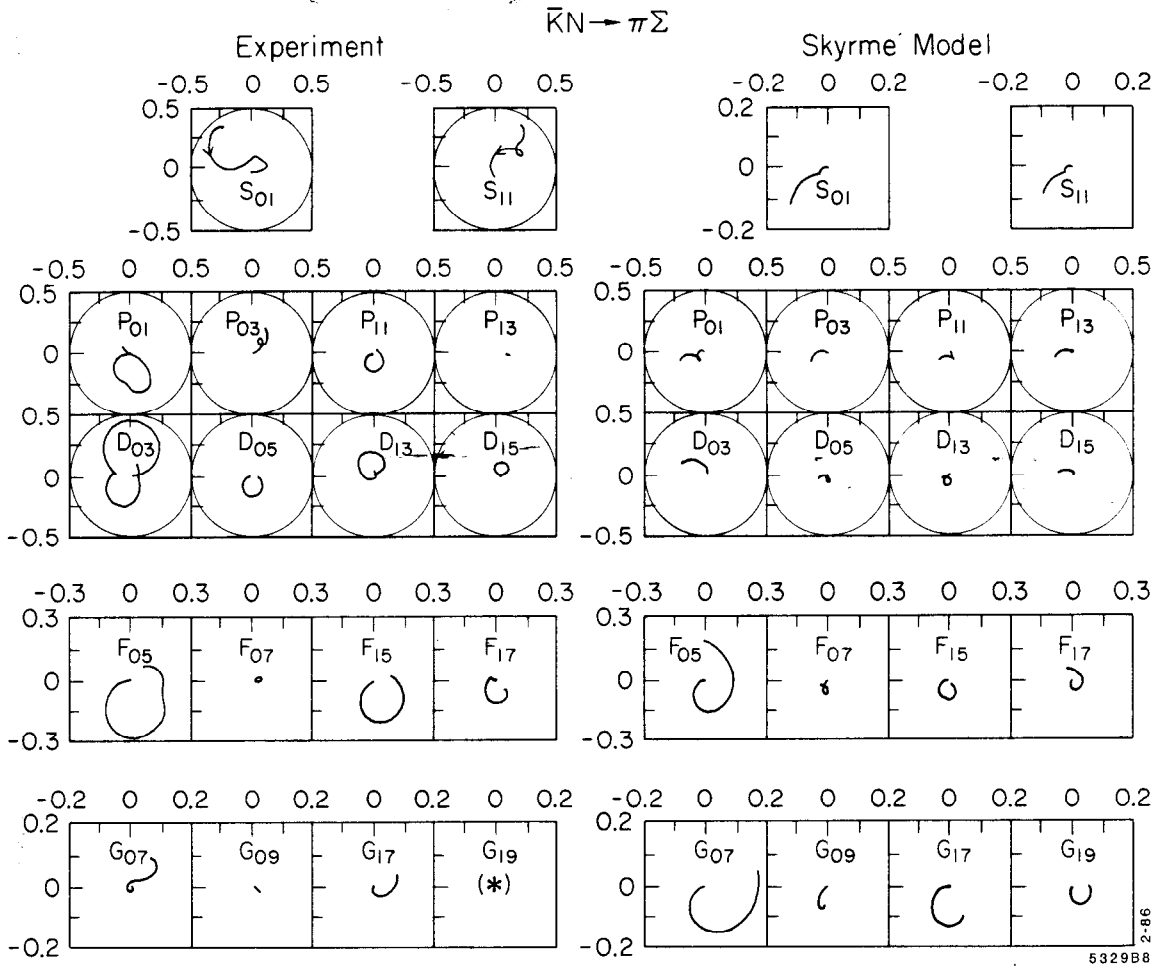 K̄N → πΣ
Experiment
Skyrme Model
-0.5 0 0.5 -0.5 0 0.5 -0.2 0 0.2 -0.2 0 0.2
0.5 0.2
0 0
-0.5 -0.2
S01 S11 S01 S11
-0.5 0 0.5 0 0.5 0 0.5 0 0.5 -0.5 0 0.5 0 0.5 0 0.5 0 0.5
0.5 0.5
P01 P03 P11 P13 P01 P03 P11 P13
0 0
0.5 0.5
D03 D05 D13 D15 D03 D05 D13 D15
0 0
-0.5 -0.5
-0.3 0 0.3 0 0.3 0 0.3 0 0.3 -0.3 0 0.3 0 0.3 0 0.3 0 0.3
0.3 0.3
F05 F07 F15 F17 F05 F07 F15 F17
0 0
-0.3 -0.3
-0.2 0 0.2 0 0.2 0 0.2 0 0.2 -0.2 0 0.2 0 0.2 0 0.2 0 0.2
0.2 0.2
G07 G09 G17 G19 G07 G09 G17 G19
0 (*) 0
-0.2 -0.2
2-86
5329B8